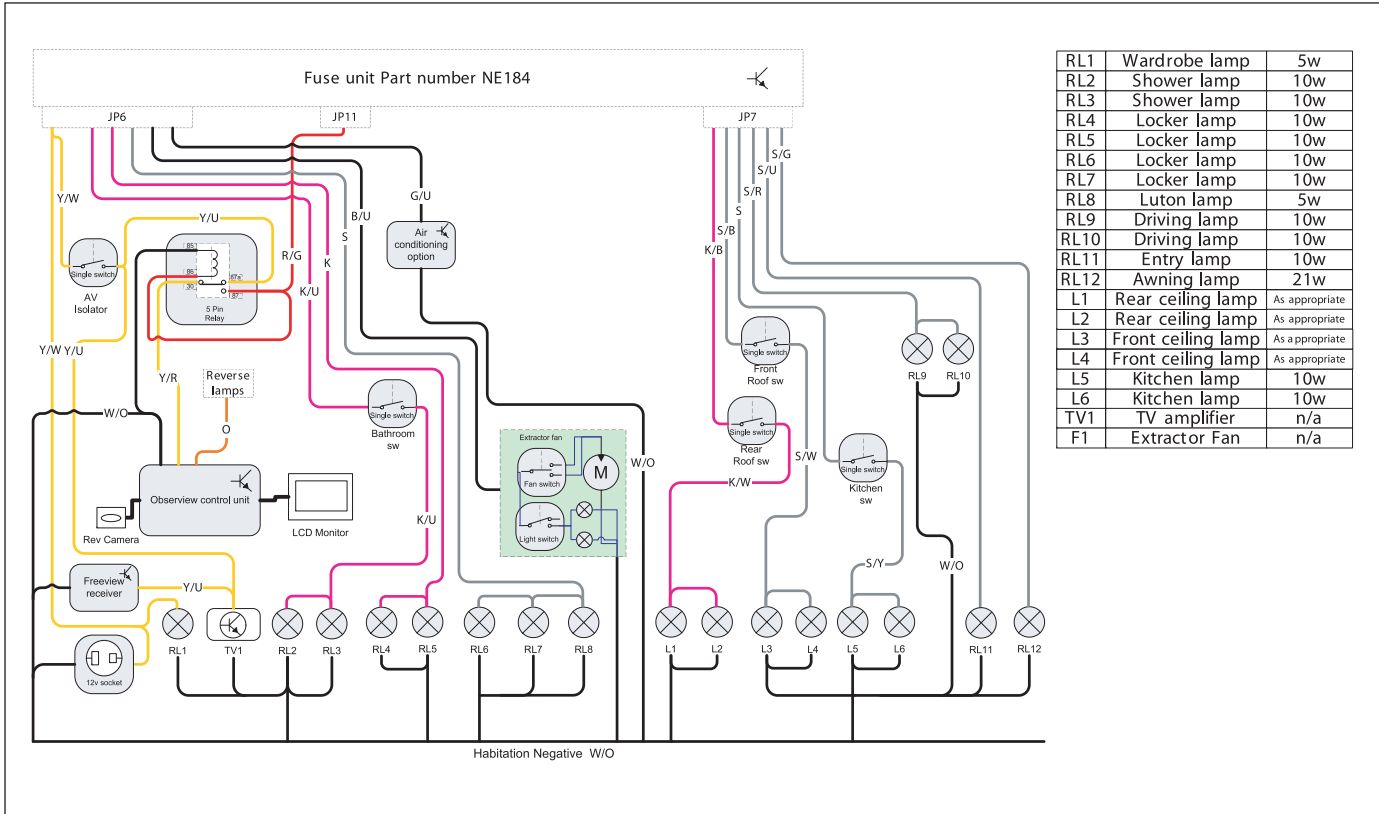 Fuse unit Part number NE184
JP6
JP11
JP7
Y/W
Y/U
Single switch
AV
Isolator
85
86
30
87a
87
5 Pin
Relay
R/G
K/U
K
S
B/U
G/U
Air
conditioning
option
K/B
S/B
S
S/R
S/U
S/G
Y/W
Y/U
Y/R
Reverse
lamps
O
W/O
Single switch
Bathroom
sw
Single switch
Front
Roof sw
Single switch
Rear
Roof sw
RL9
RL10
Extractor fan
Fan switch
M
Light switch
W/O
K/W
S/W
Single switch
Kitchen
sw
Obserview control unit
Rev Camera
LCD Monitor
K/U
S/Y
W/O
Freeview
receiver
Y/U
12v socket
RL1
TV1
RL2
RL3
RL4
RL5
RL6
RL7
RL8
L1
L2
L3
L4
L5
L6
RL11
RL12
Habitation Negative W/O
RL1 Wardrobe lamp 5w
RL2 Shower lamp 10w
RL3 Shower lamp 10w
RL4 Locker lamp 10w
RL5 Locker lamp 10w
RL6 Locker lamp 10w
RL7 Locker lamp 10w
RL8 Luton lamp 5w
RL9 Driving lamp 10w
RL10 Driving lamp 10w
RL11 Entry lamp 10w
RL12 Awning lamp 21w
L1 Rear ceiling lamp As appropriate
L2 Rear ceiling lamp As appropriate
L3 Front ceiling lamp As appropriate
L4 Front ceiling lamp As appropriate
L5 Kitchen lamp 10w
L6 Kitchen lamp 10w
TV1 TV amplifier n/a
F1 Extractor Fan n/a